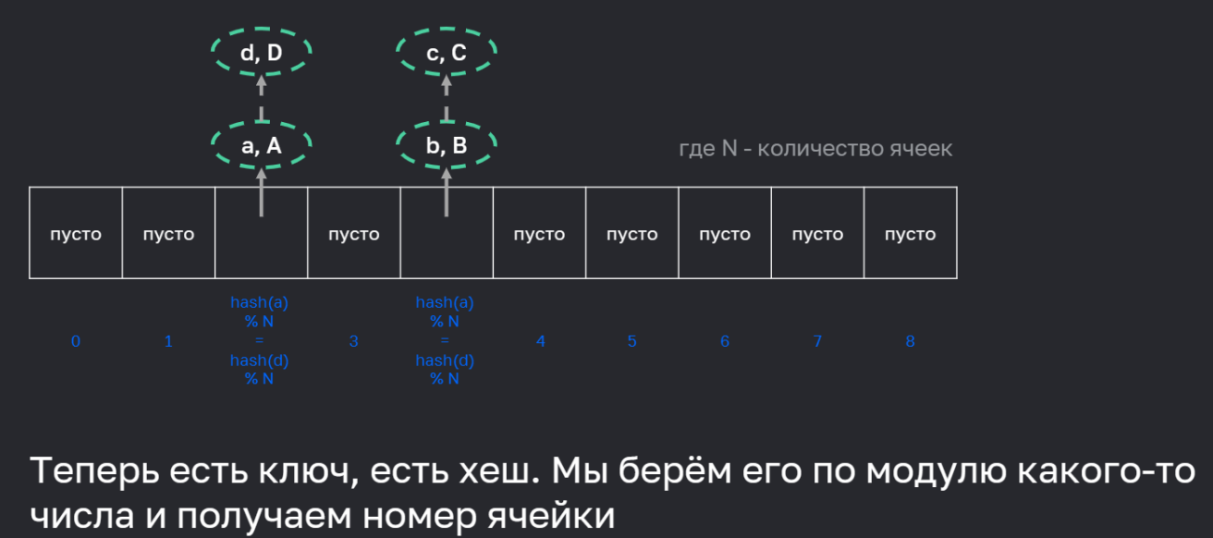 d, D
c, C
a, A
b, B
где N - количество ячеек
пусто
пусто
пусто
пусто
пусто
пусто
пусто
пусто
0
1
hash(a)
% N
=
hash(d)
% N
3
hash(a)
% N
=
hash(d)
% N
4
5
6
7
8
Теперь есть ключ, есть хеш. Мы берём его по модулю какого-то
числа и получаем номер ячейки